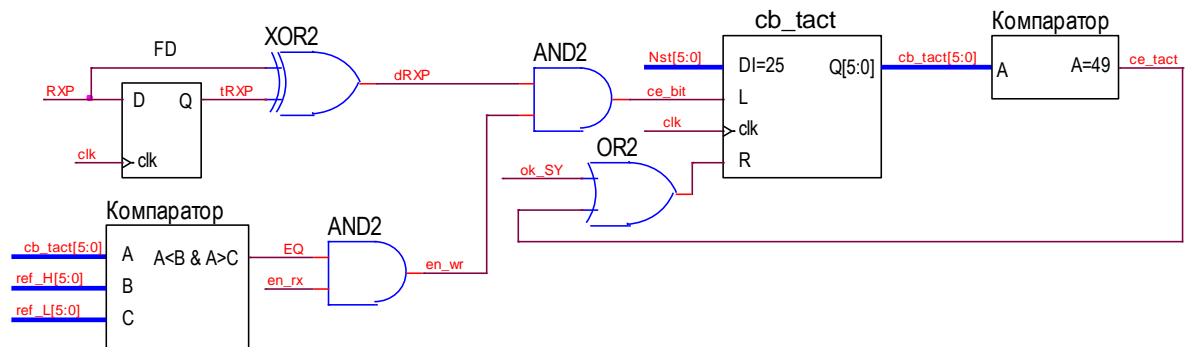 cb_tact
Компаратор
XOR2
FD
AND2
Nst[5:0]
DI=25
Q[5:0]
cb_tact[5:0]
A
A=49
ce_tact
dRXP
RXP
D
Q
tRXP
ce_bit
L
clk
clk
clk
clk
OR2
R
ok_SY
Компаратор
AND2
cb_tact[5:0]
A
A<B & A>C
EQ
ref_H[5:0]
B
en_rx
en_wr
ref_L[5:0]
C